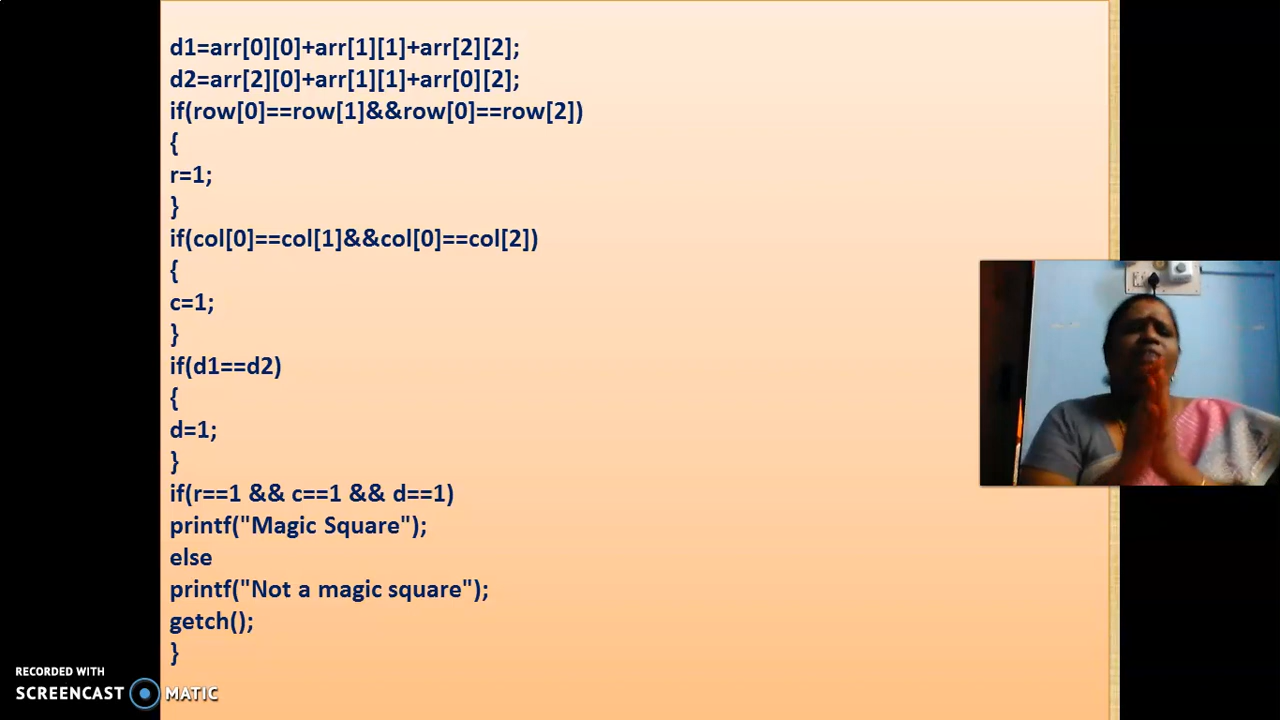 d1=arr[0][0]+arr[1][1]+arr[2][2];
d2=arr[2][0]+arr[1][1]+arr[0][2];
if(row[0]==row[1]&&row[0]==row[2])
{
r=1;
}
if(col[0]==col[1]&&col[0]==col[2])
{
c=1;
}
if(d1==d2)
{
d=1;
}
if(r==1 && c==1 && d==1)
printf("Magic Square");
else
printf("Not a magic square");
getch();
}
RECORDED WITH
SCREENCAST MATIC